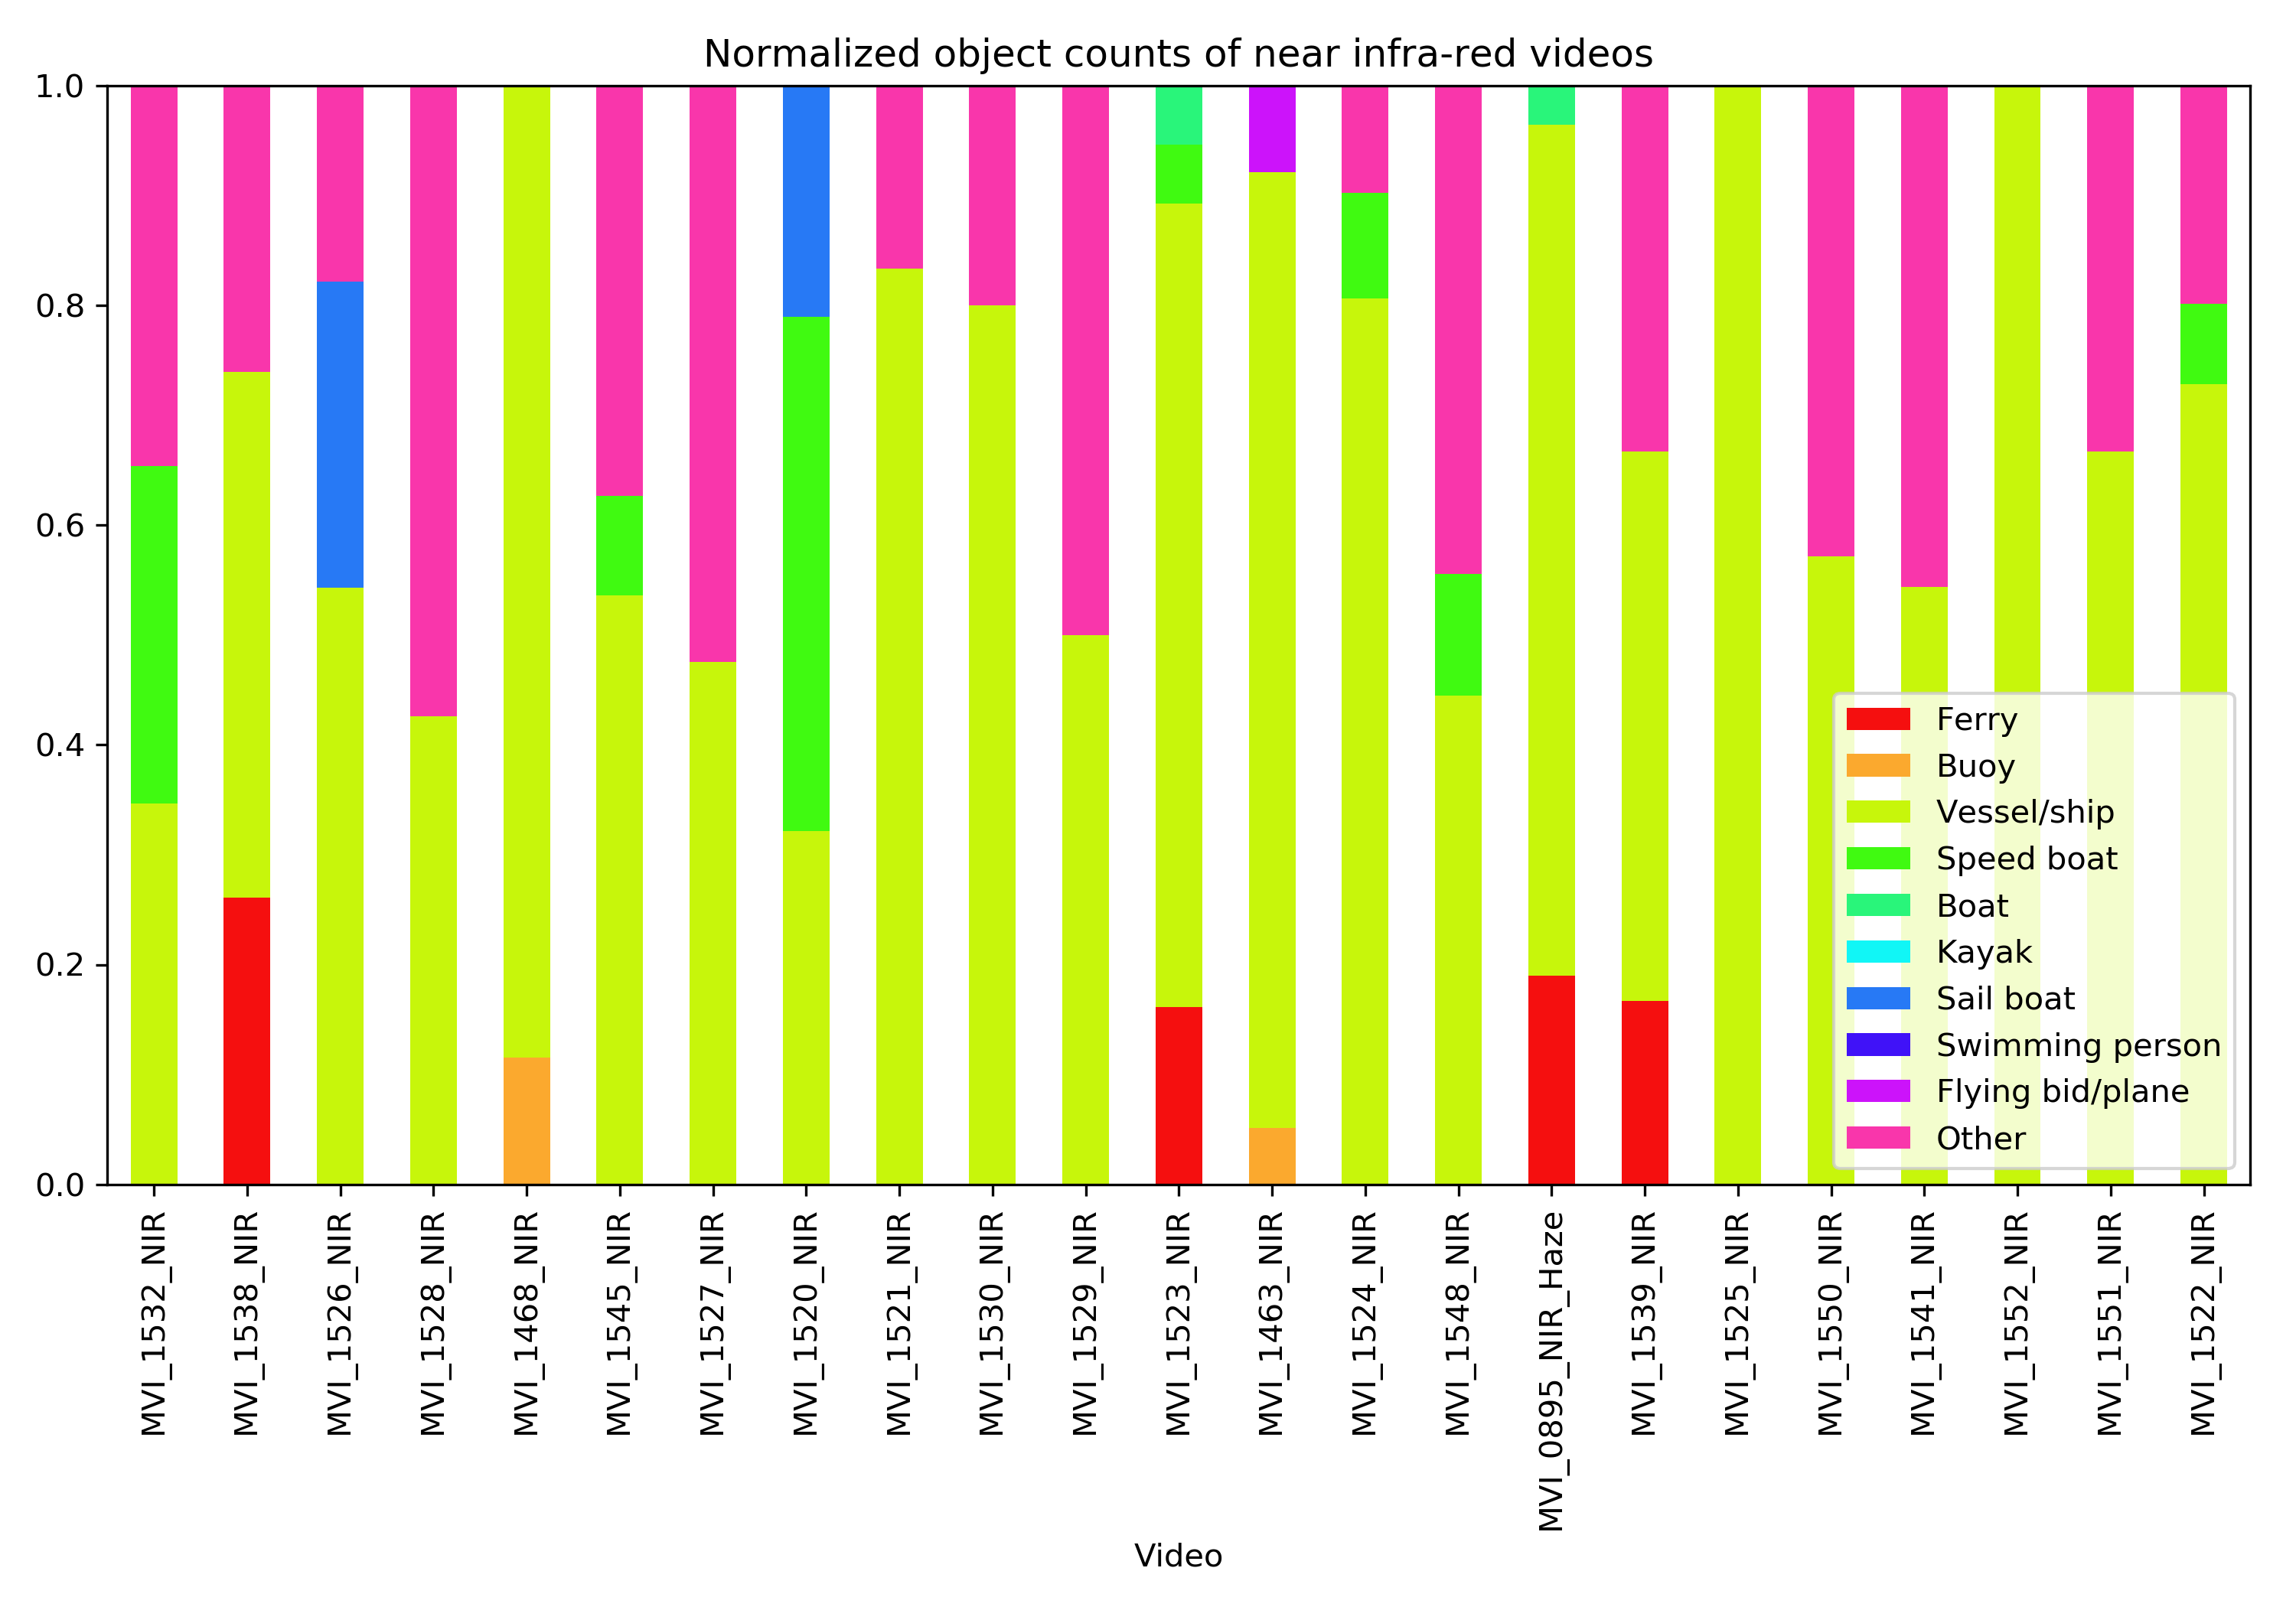 Normalized object counts of near infra-red videos
1.0
0.8
0.6
0.4
0.2
0.0
Ferry
Buoy
Vessel/ship
Speed boat
Boat
Kayak
Sail boat
Swimming person
Flying bid/plane
Other
MVI_1532_NIR
MVI_1538_NIR
MVI_1526_NIR
MVI_1528_NIR
MVI_1468_NIR
MVI_1545_NIR
MVI_1527_NIR
MVI_1520_NIR
MVI_1521_NIR
MVI_1530_NIR
MVI_1529_NIR
MVI_1523_NIR
MVI_1463_NIR
MVI_1524_NIR
MVI_1548_NIR
MVI_0895_NIR_Haze
MVI_1539_NIR
MVI_1525_NIR
MVI_1550_NIR
MVI_1541_NIR
MVI_1552_NIR
MVI_1551_NIR
MVI_1522_NIR
Video